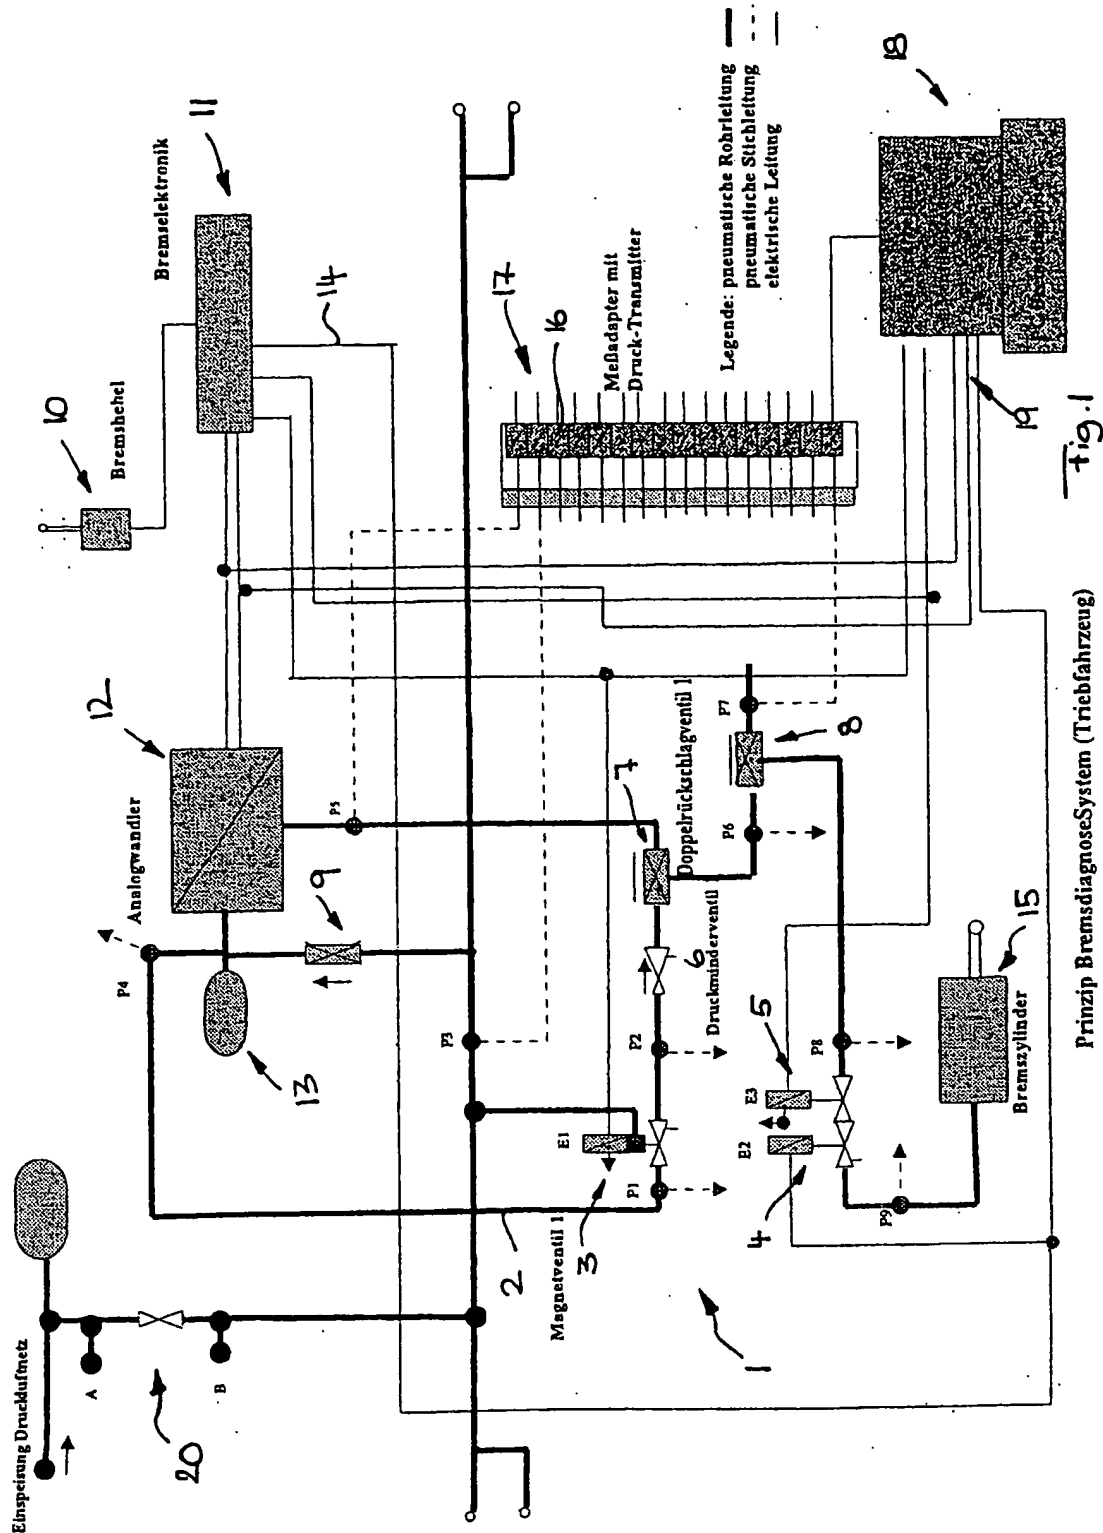 Einspeisung Druckluftnetz
A
B
20
13
P4
Analogwandler
12
9
P5
10
Bremshebel
Bremselektronik
11
14
2
Magnetventil 1
3
E1
P1
P2
P3
6
Druckminderventil
7
Doppelrückschlagventil 1
P6
P7
8
17
16
Meßadapter mit
Druck-Transmitter
Legende: pneumatische Rohrleitung
pneumatische Stichleitung
elektrische Leitung
18
19
1
4
E2
E3
5
P8
P9
15
Bremszylinder
Prinzip BremsdiagnoseSystem (Triebfahrzeug)
Fig.1